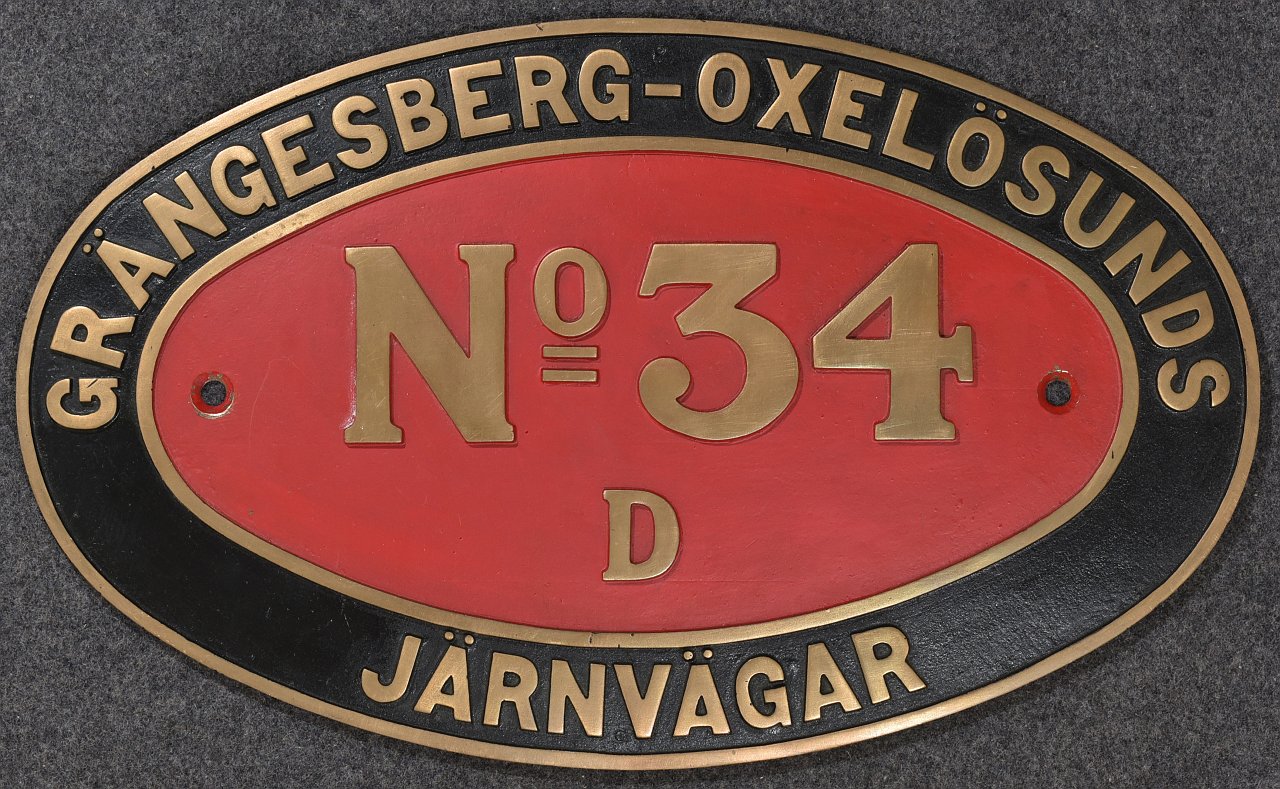 GRÄNGESBERG-OXELÖSUNDS
Nº 34
D
JÄRNVÄGAR